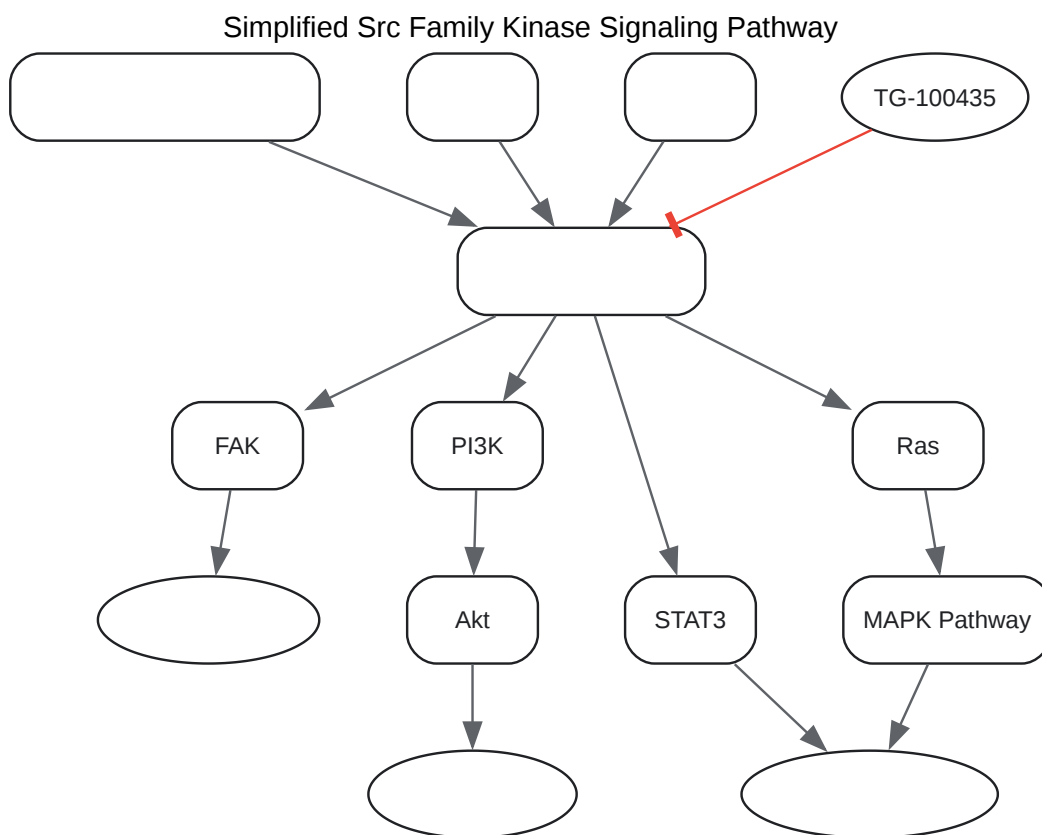 Simplified Src Family Kinase Signaling Pathway
TG-100435
FAK
PI3K
Ras
Akt
STAT3
MAPK Pathway